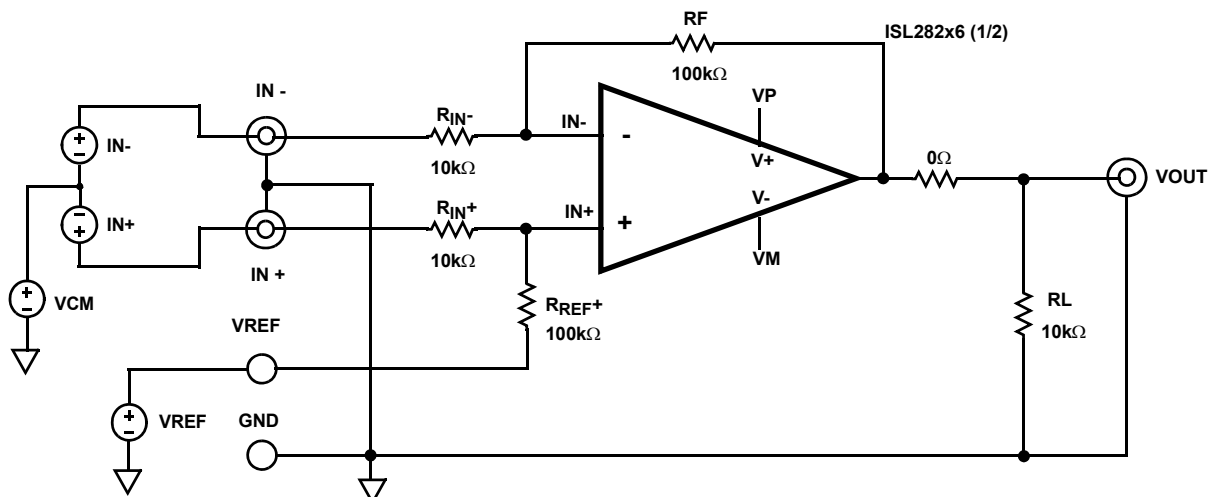 RF
ISL282x6 (1/2)
100kΩ
IN -
VP
RIN-
IN-
IN-
-
10kΩ
V+
0Ω
VOUT
IN+
RIN+
IN+
+
V-
10kΩ
VM
IN +
VCM
RREF+
100kΩ
RL
10kΩ
VREF
VREF
GND